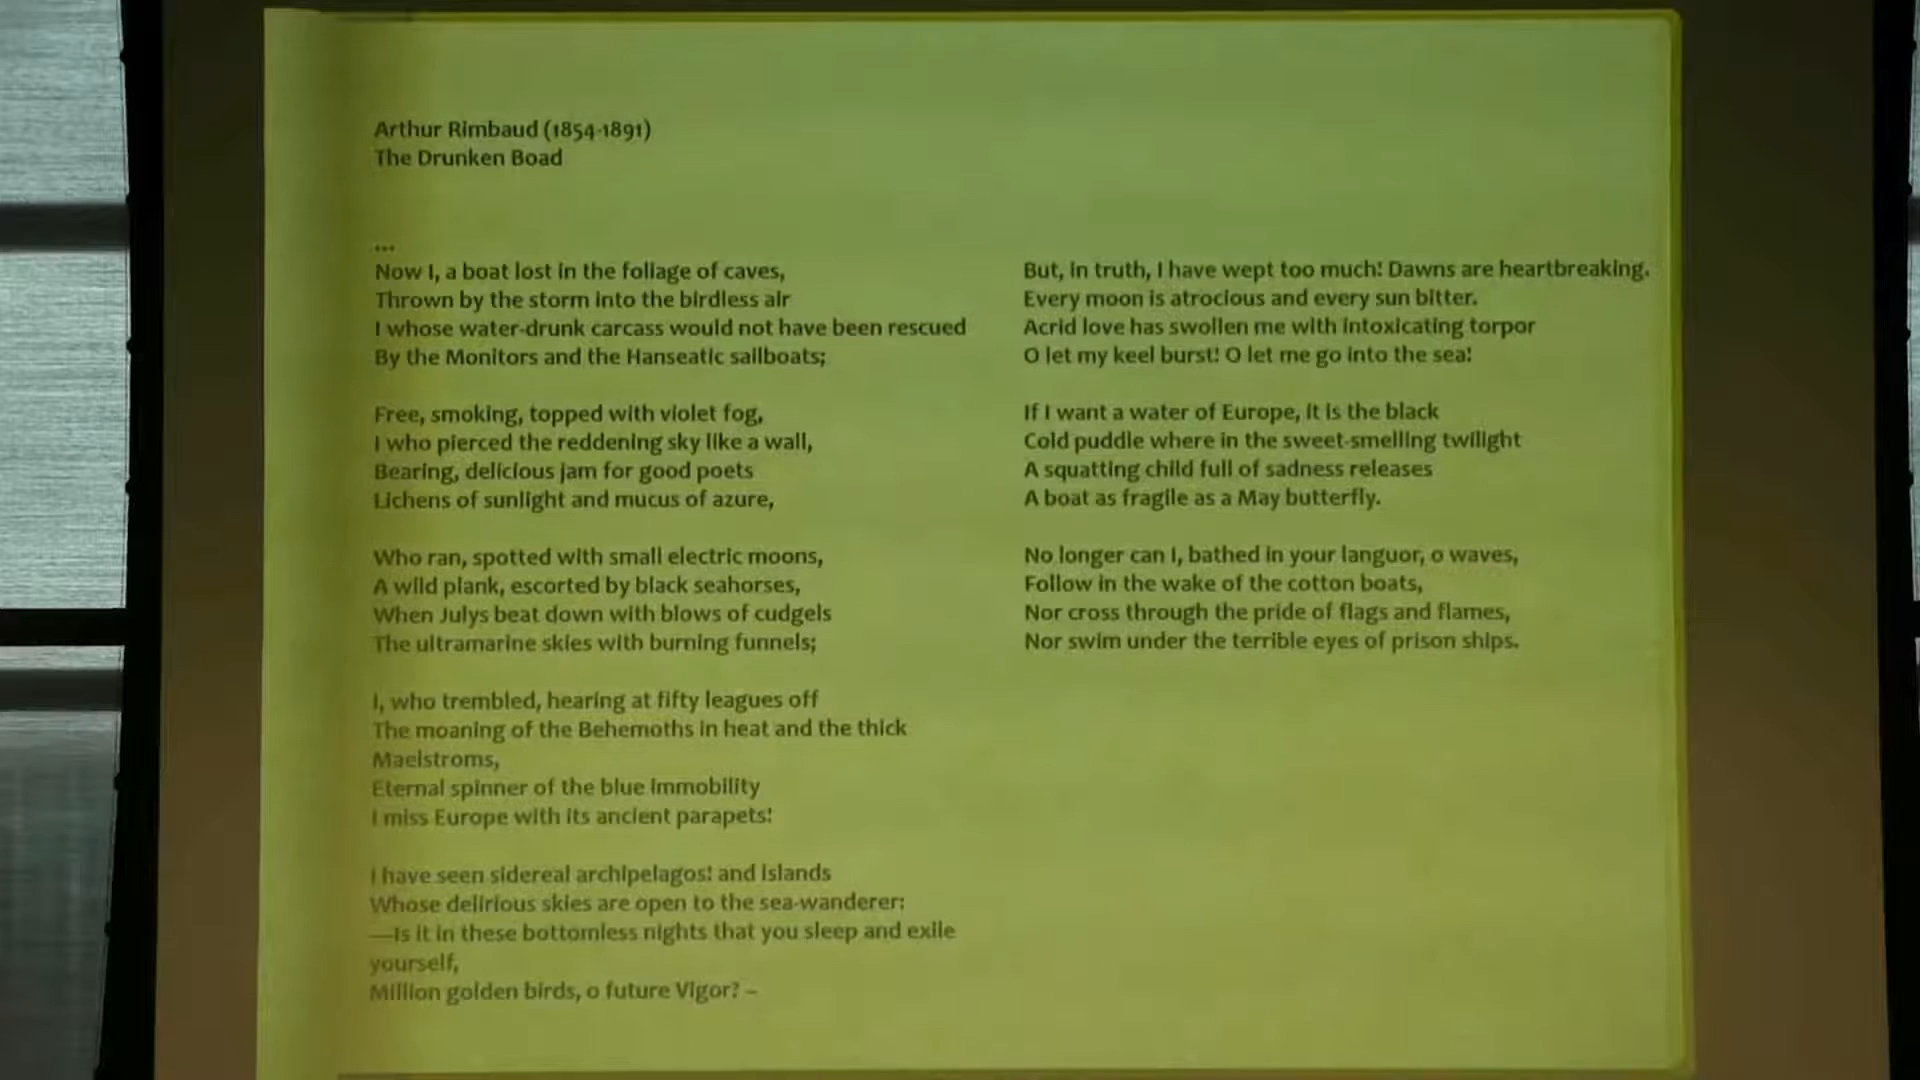 Arthur Rimbaud (1854-1891)
The Drunken Boad
...
Now I, a boat lost in the foliage of caves,
Thrown by the storm into the birdless air
I whose water-drunk carcass would not have been rescued
By the Monitors and the Hanseatic sailboats;
Free, smoking, topped with violet fog,
I who pierced the reddening sky like a wall,
Bearing, delicious jam for good poets
Lichens of sunlight and mucus of azure,
Who ran, spotted with small electric moons,
A wild plank, escorted by black seahorses,
When Julys beat down with blows of cudgels
The ultramarine skies with burning funnels;
I, who trembled, hearing at fifty leagues off
The moaning of the Behemoths in heat and the thick
Maelstroms,
Eternal spinner of the blue immobility
I miss Europe with its ancient parapets!
I have seen sidereal archipelagos! and islands
Whose delirious skies are open to the sea-wanderer:
—Is it in these bottomless nights that you sleep and exile
yourself,
Million golden birds, o future Vigor? –
But, in truth, I have wept too much! Dawns are heartbreaking.
Every moon is atrocious and every sun bitter.
Acrid love has swollen me with intoxicating torpor
O let my keel burst! O let me go into the sea!
If I want a water of Europe, it is the black
Cold puddle where in the sweet-smelling twilight
A squatting child full of sadness releases
A boat as fragile as a May butterfly.
No longer can I, bathed in your languor, o waves,
Follow in the wake of the cotton boats,
Nor cross through the pride of flags and flames,
Nor swim under the terrible eyes of prison ships.